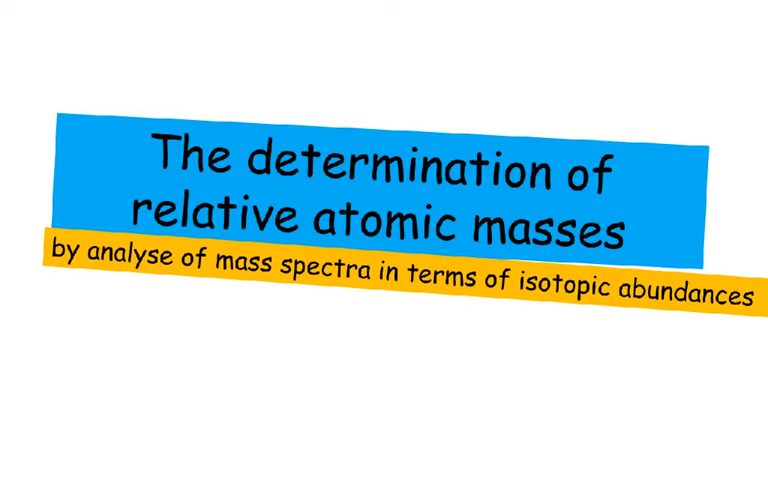 The determination of
relative atomic masses
by analyse of mass spectra in terms of isotopic abundances